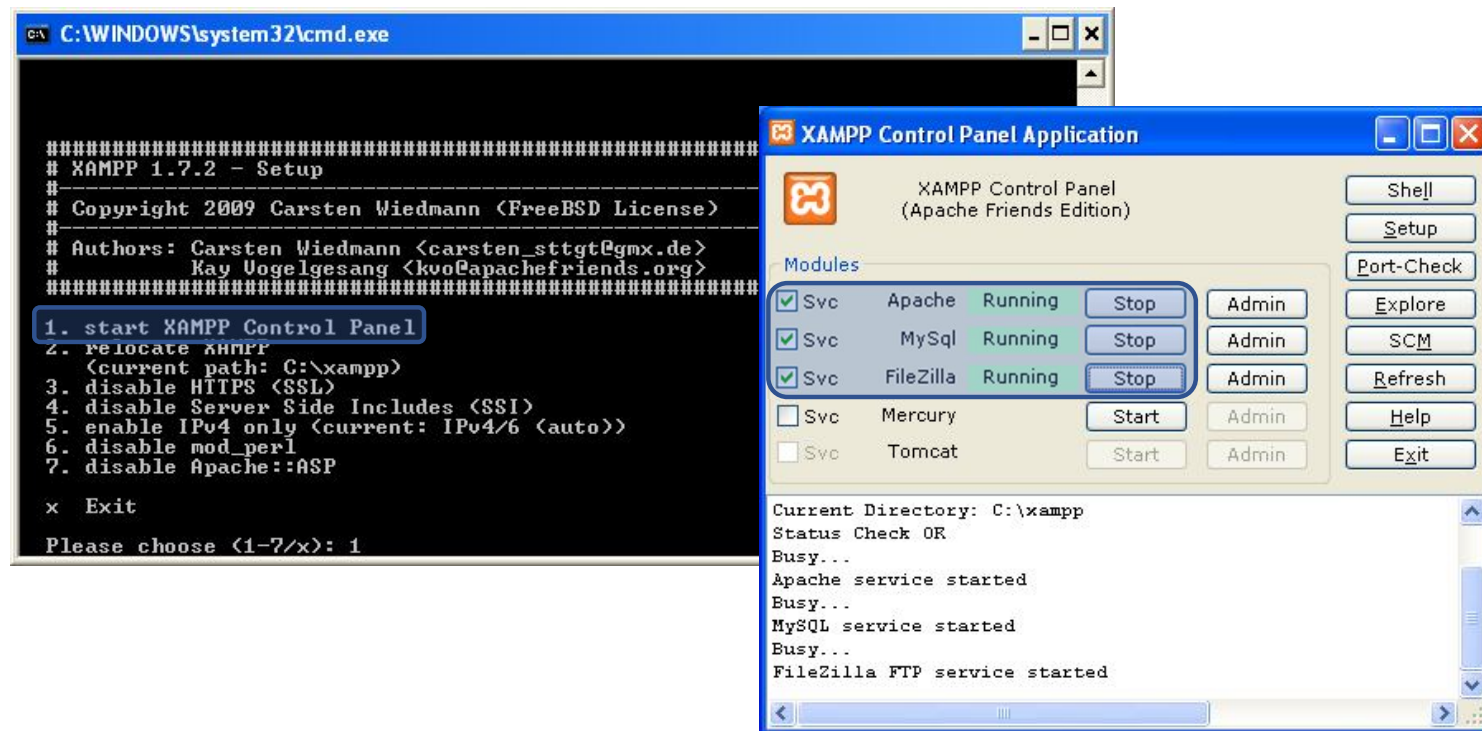 C:\WINDOWS\system32\cmd.exe
##########################################################
# XAMPP 1.7.2 - Setup
#----------------------------------------------------------
# Copyright 2009 Carsten Wiedmann (FreeBSD License)
#----------------------------------------------------------
# Authors: Carsten Wiedmann <carsten_sttgt@gmx.de>
#          Kay Vogelgesang <kvo@apachefriends.org>
##########################################################
1. start XAMPP Control Panel
2. relocate XAMPP
(current path: C:\xampp)
3. disable HTTPS (SSL)
4. disable Server Side Includes (SSI)
5. enable IPv4 only (current: IPv4/6 (auto))
6. disable mod_perl
7. disable Apache::ASP
x  Exit
Please choose (1-7/x): 1
XAMPP Control Panel Application
XAMPP Control Panel
(Apache Friends Edition)
Shell
Setup
Modules
Port-Check
Svc Apache Running Stop Admin Explore
Svc MySql Running Stop Admin SCM
Svc FileZilla Running Stop Admin Refresh
Svc Mercury Start Admin Help
Svc Tomcat Start Admin Exit
Current Directory: C:\xampp
Status Check OK
Busy...
Apache service started
Busy...
MySQL service started
Busy...
FileZilla FTP service started